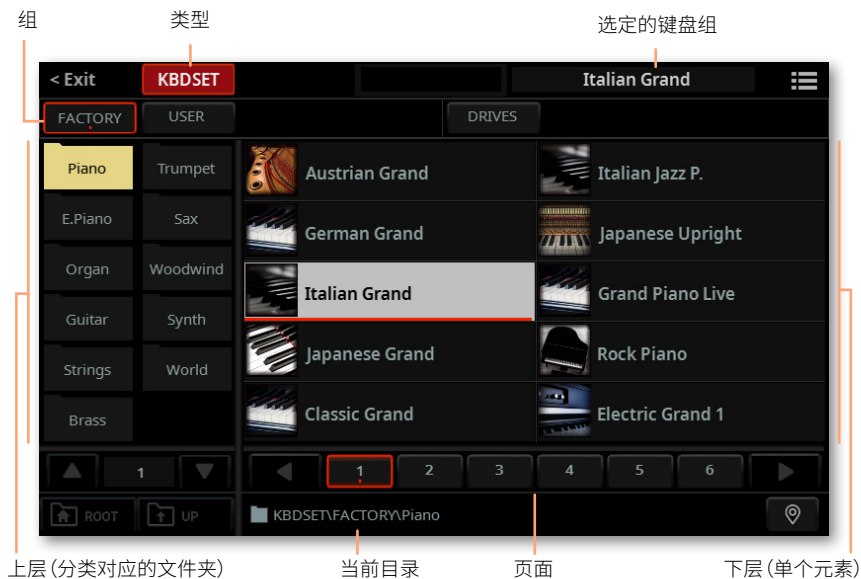 组 类型 选定的键盘组
< Exit KBDSET Italian Grand
FACTORY USER DRIVES
Piano Trumpet Austrian Grand Italian Jazz P.
E.Piano Sax German Grand Japanese Upright
Organ Woodwind Italian Grand Grand Piano Live
Guitar Synth Japanese Grand Rock Piano
Strings World Classic Grand Electric Grand 1
Brass
1 1 2 3 4 5 6
ROOT UP KBDSET\FACTORY\Piano
上层(分类对应的文件夹) 当前目录 页面 下层(单个元素)